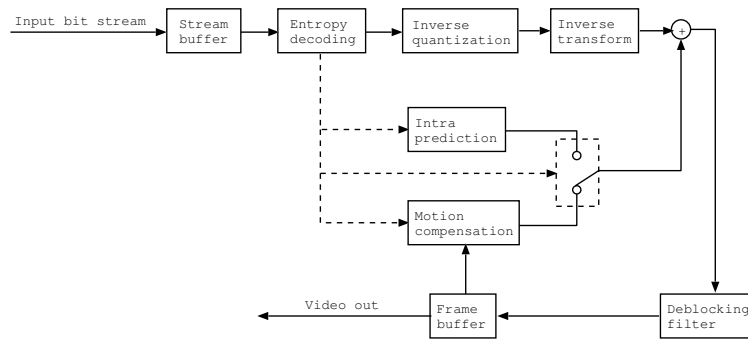 Input bit stream
Stream
buffer
Entropy
decoding
Inverse
quantization
Inverse
transform
+
Intra
prediction
Motion
compensation
Video out
Frame
buffer
Deblocking
filter